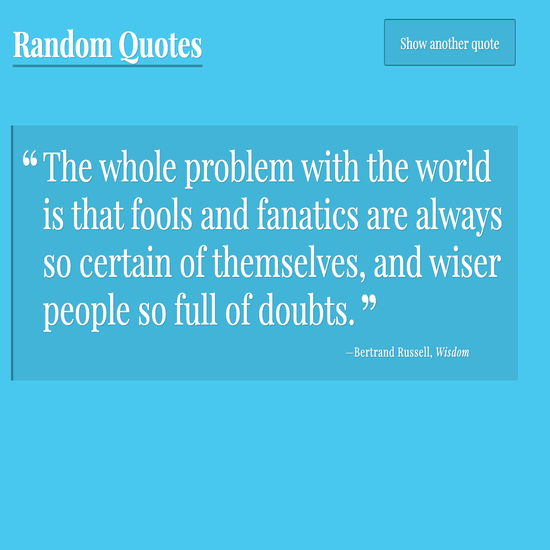 Random Quotes
Show another quote
“ The whole problem with the world
is that fools and fanatics are always
so certain of themselves, and wiser
people so full of doubts. ”
—Bertrand Russell, Wisdom